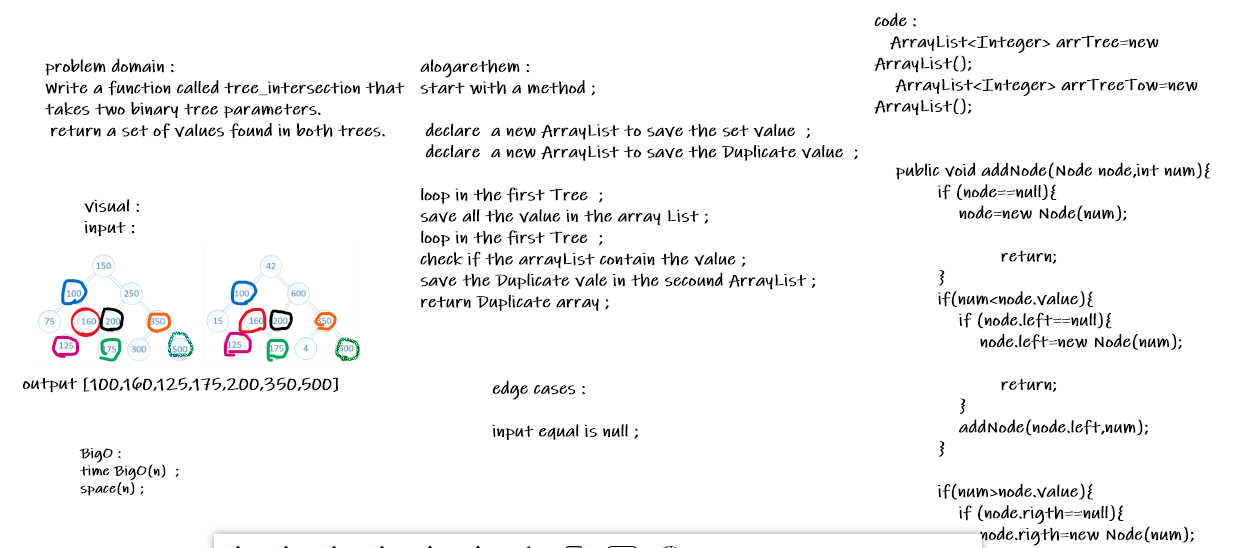 problem domain :
Write a function called tree_intersection that
takes two binary tree parameters.
return a set of values found in both trees.
visual :
input :
150
100
250
75
160
200
350
125
175
300
500
42
100
600
15
160
200
350
125
175
4
500
output [100,160,125,175,200,350,500]
BigO :
time BigO(n) ;
space(n) ;
alogarethem :
start with a method ;
declare a new ArrayList to save the set value ;
declare a new ArrayList to save the Duplicate value ;
loop in the first Tree ;
save all the value in the array List ;
loop in the first Tree ;
check if the arrayList contain the value ;
save the Duplicate vale in the secound ArrayList ;
return Duplicate array ;
edge cases :
input equal is null ;
code :
ArrayList<Integer> arrTree=new
ArrayList();
ArrayList<Integer> arrTreeTow=new
ArrayList();
public void addNode(Node node,int num){
if (node==null){
node=new Node(num);
return;
}
if(num<node.value){
if (node.left==null){
node.left=new Node(num);
return;
}
addNode(node.left,num);
}
if(num>node.value){
if (node.rigth==null){
node.rigth=new Node(num);